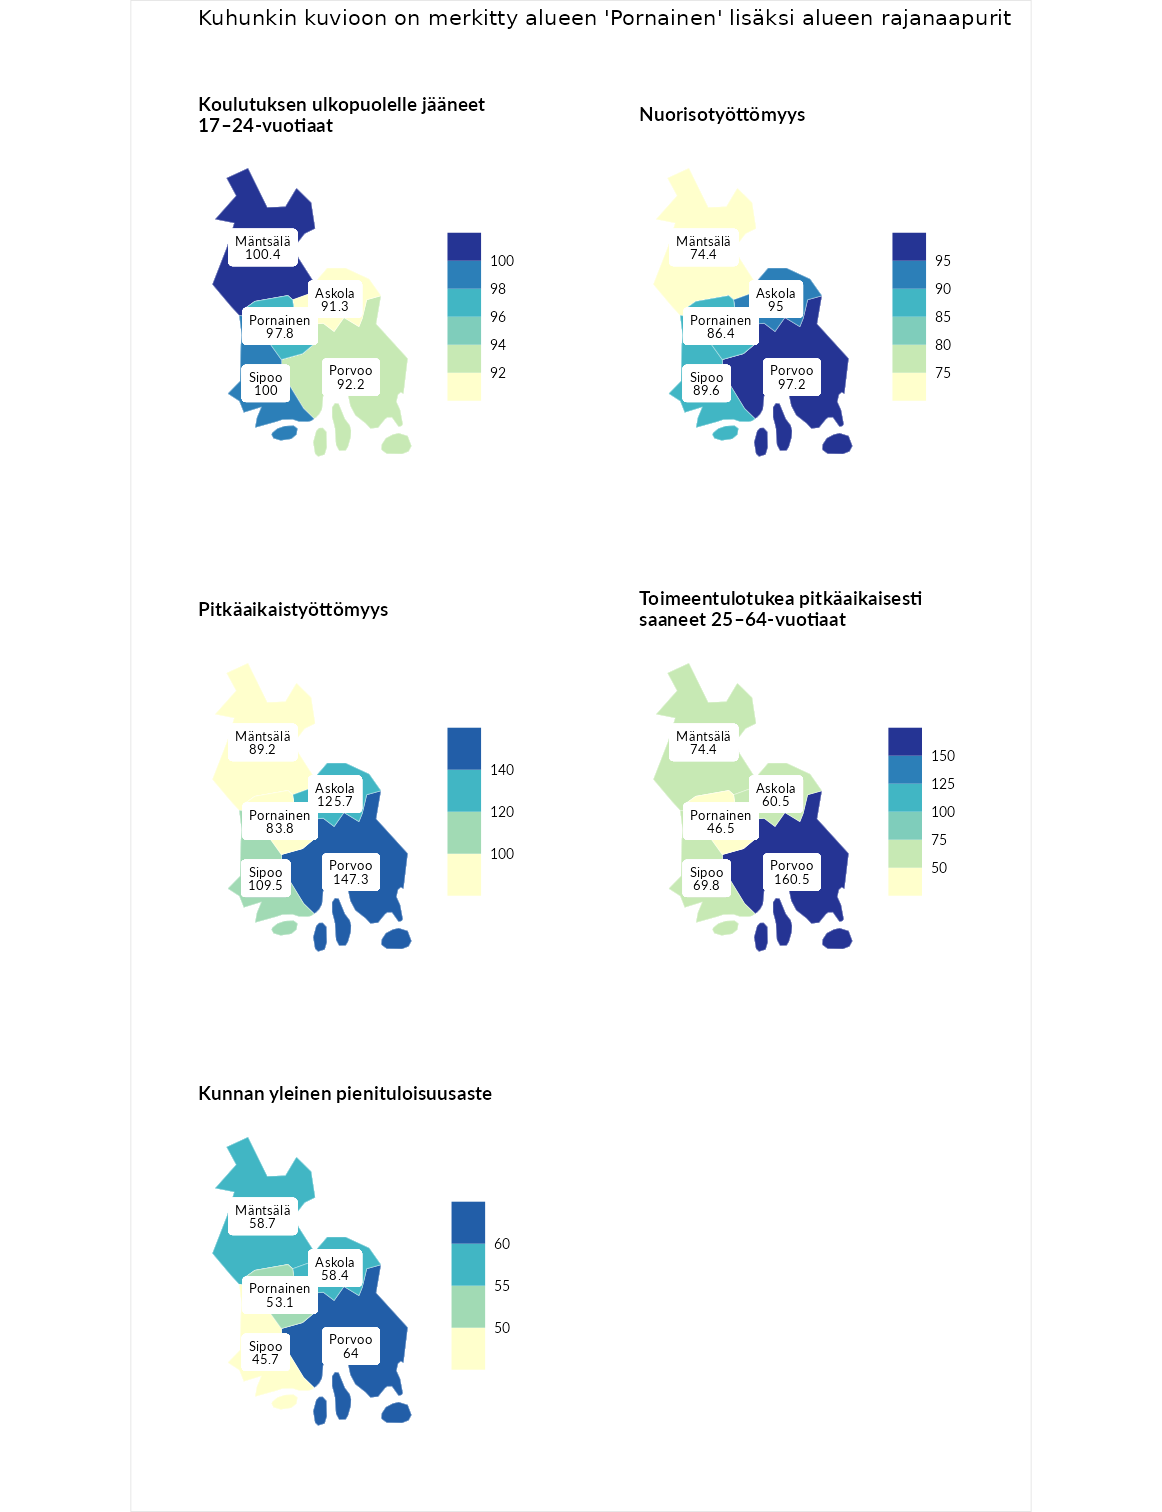 Kuhunkin kuvioon on merkitty alueen 'Pornainen' lisäksi alueen rajanaapurit
Koulutuksen ulkopuolelle jääneet
17–24-vuotiaat
Mäntsälä
100.4
Askola
91.3
Pornainen
97.8
Sipoo
100
Porvoo
92.2
100
98
96
94
92
Nuorisotyöttömyys
Mäntsälä
74.4
Askola
95
Pornainen
86.4
Sipoo
89.6
Porvoo
97.2
95
90
85
80
75
Pitkäaikaistyöttömyys
Mäntsälä
89.2
Askola
125.7
Pornainen
83.8
Sipoo
109.5
Porvoo
147.3
140
120
100
Toimeentulotukea pitkäaikaisesti
saaneet 25–64-vuotiaat
Mäntsälä
74.4
Askola
60.5
Pornainen
46.5
Sipoo
69.8
Porvoo
160.5
150
125
100
75
50
Kunnan yleinen pienituloisuusaste
Mäntsälä
58.7
Askola
58.4
Pornainen
53.1
Sipoo
45.7
Porvoo
64
60
55
50